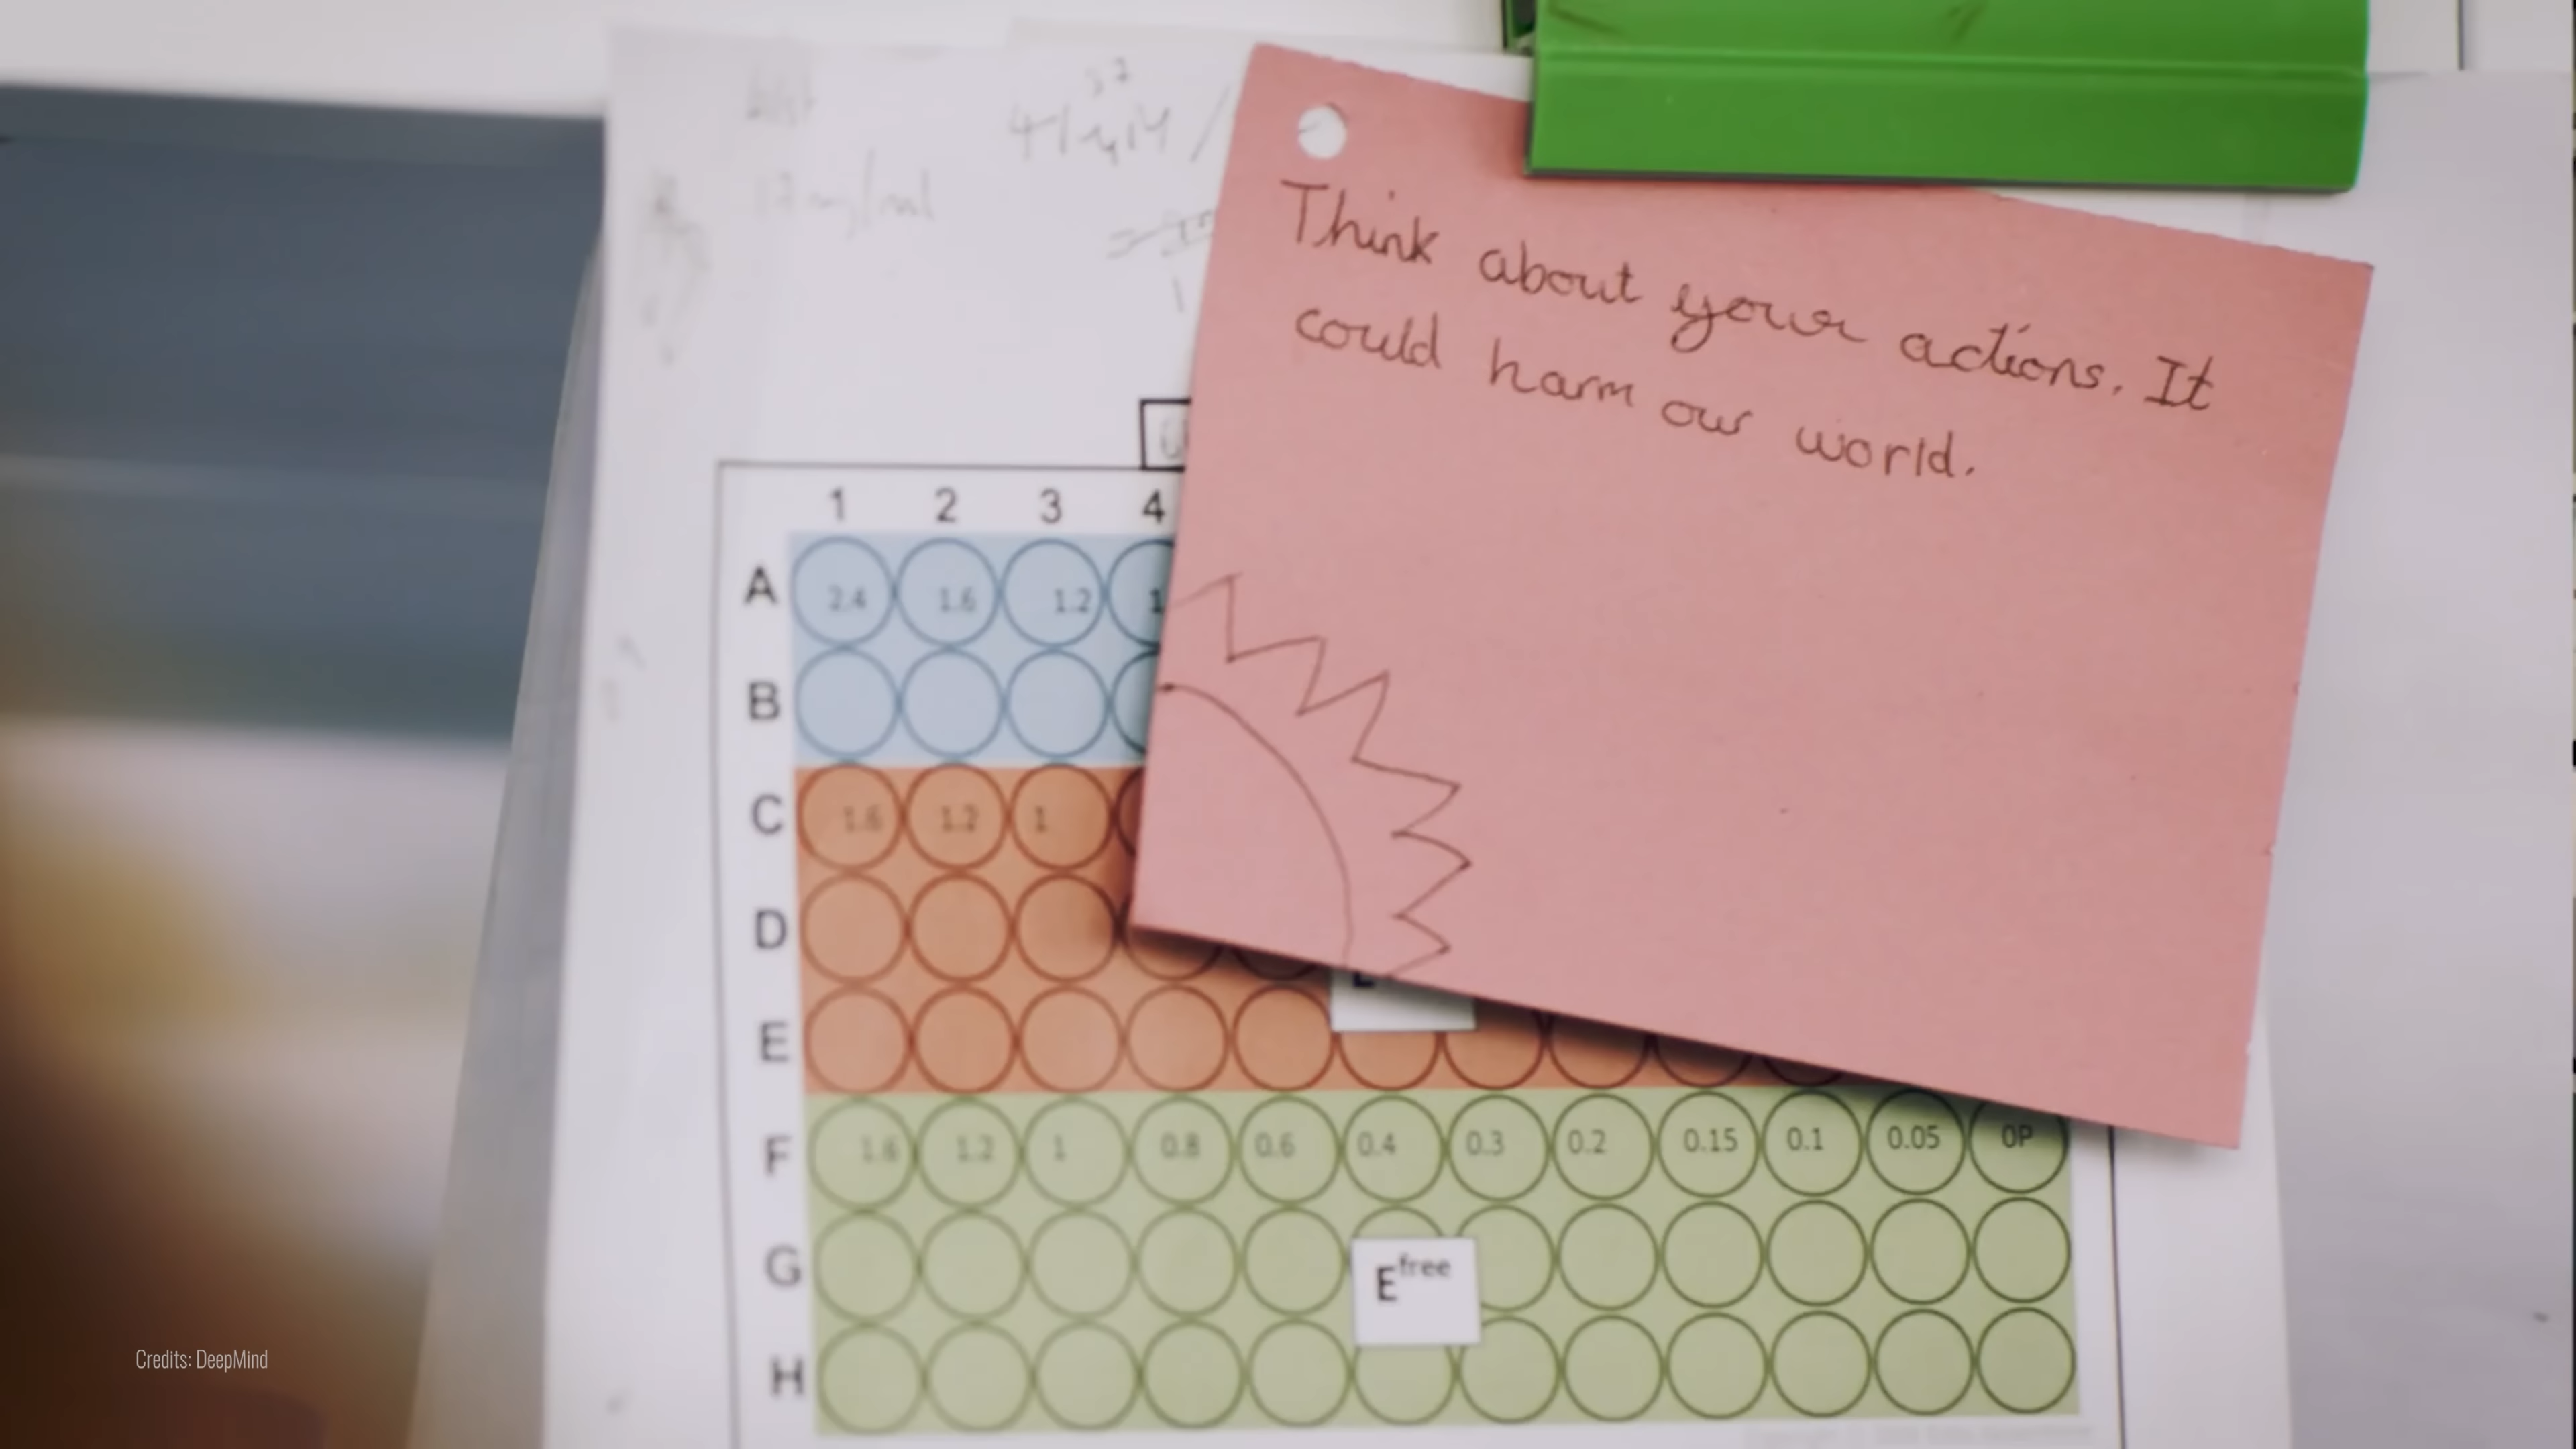 Think about your actions. It
could harm our world.
1 2 3 4
A 2.4 1.6 1.2
B
C 1.6 1.2 1
D
E
F 1.6 1.2 1 0.8 0.6 0.4 0.3 0.2 0.15 0.1 0.05 0P
G E^free
H
Credits: DeepMind